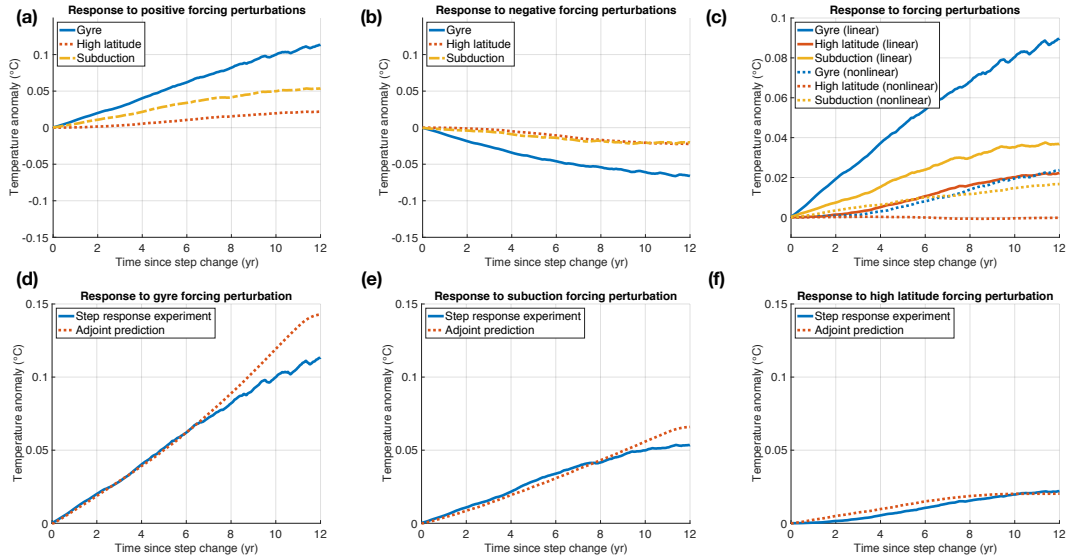 (a)
Response to positive forcing perturbations
Gyre
High latitude
Subduction
0.1
0.05
0
-0.05
-0.1
-0.15
0 2 4 6 8 10 12
Temperature anomaly (°C)
Time since step change (yr)
(b)
Response to negative forcing perturbations
Gyre
High latitude
Subduction
0.1
0.05
0
-0.05
-0.1
-0.15
0 2 4 6 8 10 12
Temperature anomaly (°C)
Time since step change (yr)
(c)
Response to forcing perturbations
Gyre (linear)
High latitude (linear)
Subduction (linear)
Gyre (nonlinear)
High latitude (nonlinear)
Subduction (nonlinear)
0.1
0.08
0.06
0.04
0.02
0
0 2 4 6 8 10 12
Temperature anomaly (°C)
Time since step change (yr)
(d)
Response to gyre forcing perturbation
Step response experiment
Adjoint prediction
0.15
0.1
0.05
0
0 2 4 6 8 10 12
Temperature anomaly (°C)
Time since step change (yr)
(e)
Response to subuction forcing perturbation
Step response experiment
Adjoint prediction
0.15
0.1
0.05
0
0 2 4 6 8 10 12
Temperature anomaly (°C)
Time since step change (yr)
(f)
Response to high latitude forcing perturbation
Step response experiment
Adjoint prediction
0.15
0.1
0.05
0
0 2 4 6 8 10 12
Temperature anomaly (°C)
Time since step change (yr)